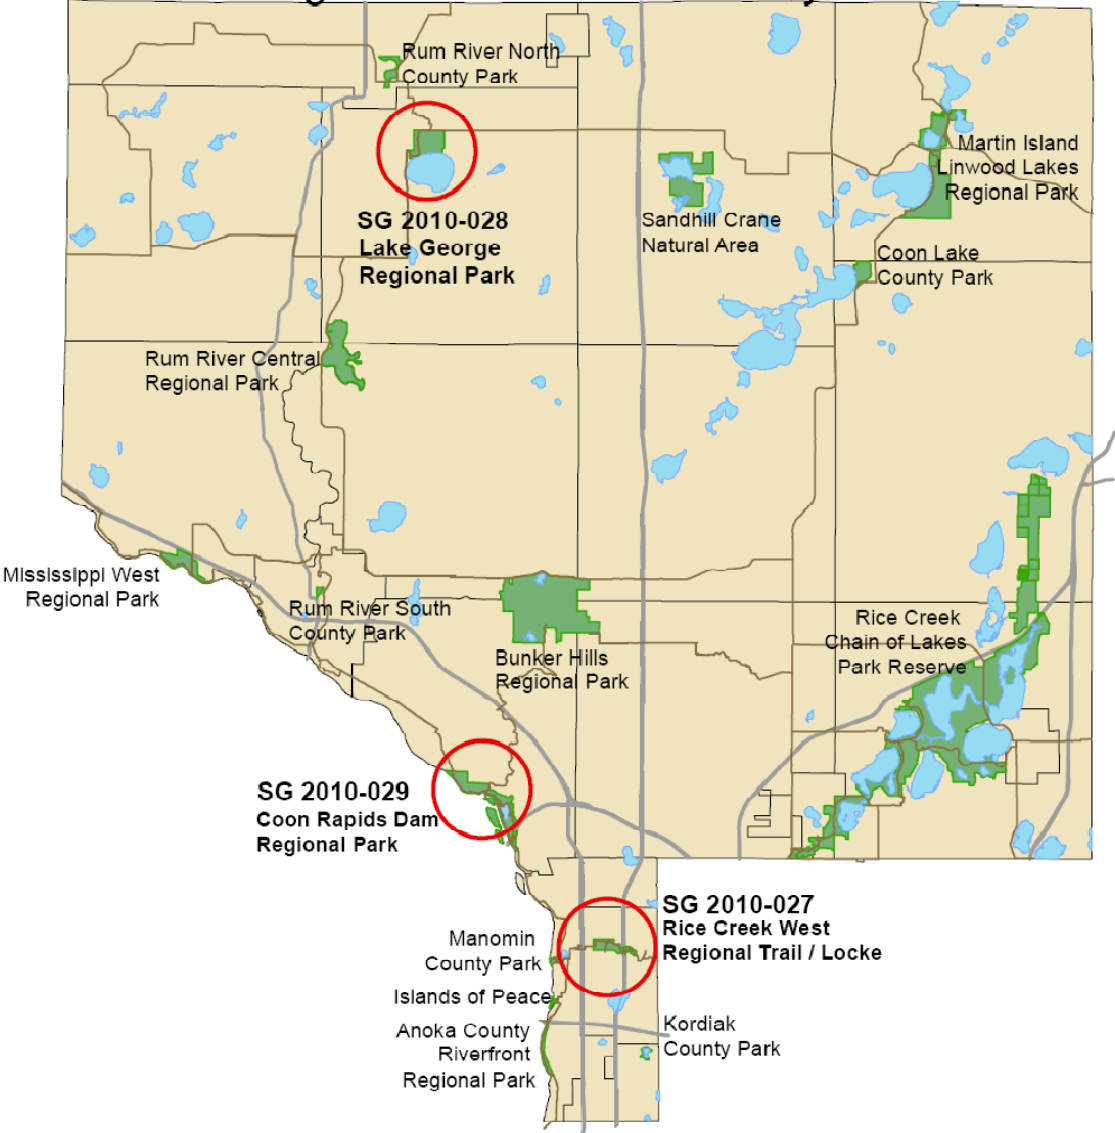 Rum River North
County Park
Martin Island
Linwood Lakes
Regional Park
SG 2010-028
Lake George
Regional Park
Sandhill Crane
Natural Area
Coon Lake
County Park
Rum River Central
Regional Park
Mississippi West
Regional Park
Rum River South
County Park
Rice Creek
Chain of Lakes
Park Reserve
Bunker Hills
Regional Park
SG 2010-029
Coon Rapids Dam
Regional Park
SG 2010-027
Rice Creek West
Regional Trail / Locke
Manomin
County Park
Islands of Peace
Anoka County
Riverfront
Regional Park
Kordiak
County Park